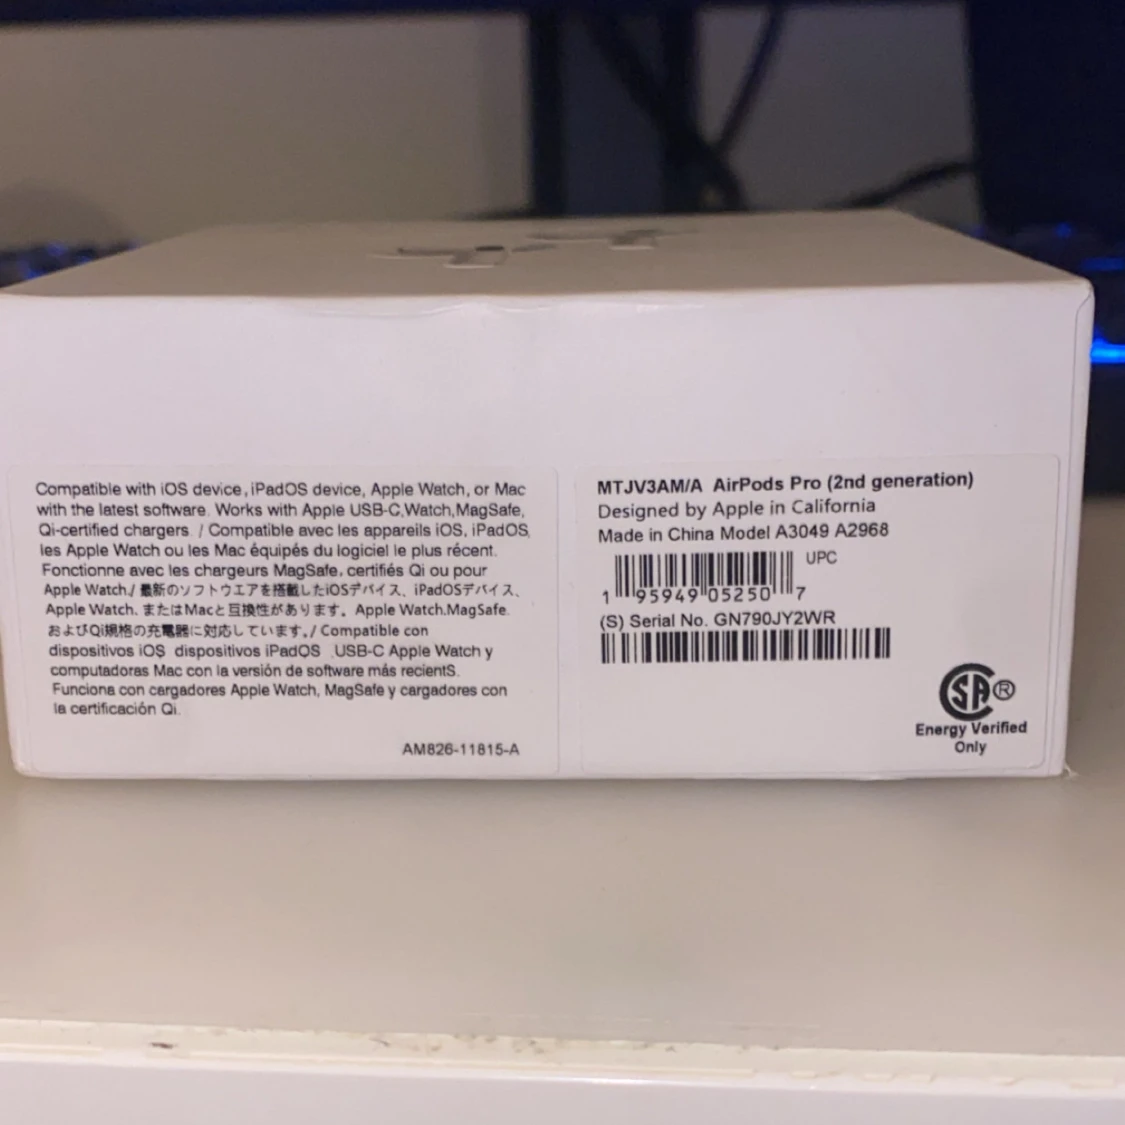 Compatible with iOS device, iPadOS device, Apple Watch, or Mac
with the latest software. Works with Apple USB-C,Watch,MagSafe,
Qi-certified chargers. / Compatible avec les appareils iOS, iPadOS,
les Apple Watch ou les Mac équipés du logiciel le plus récent.
Fonctionne avec les chargeurs MagSafe, certifiés Qi ou pour
Apple Watch./ 最新のソフトウエアを搭載したiOSデバイス、iPadOSデバイス、
Apple Watch、またはMacと互換性があります。Apple Watch.MagSafe.
およびQi規格の充電器に対応しています。/ Compatible con
dispositivos iOS, dispositivos iPadOS, USB-C Apple Watch y
computadoras Mac con la versión de software más recientS.
Funciona con cargadores Apple Watch, MagSafe y cargadores con
la certificación Qi.
AM826-11815-A
MTJV3AM/A AirPods Pro (2nd generation)
Designed by Apple in California
Made in China Model A3049 A2968
UPC
1 95949 05250 7
(S) Serial No. GN790JY2WR
SA ®
Energy Verified
Only